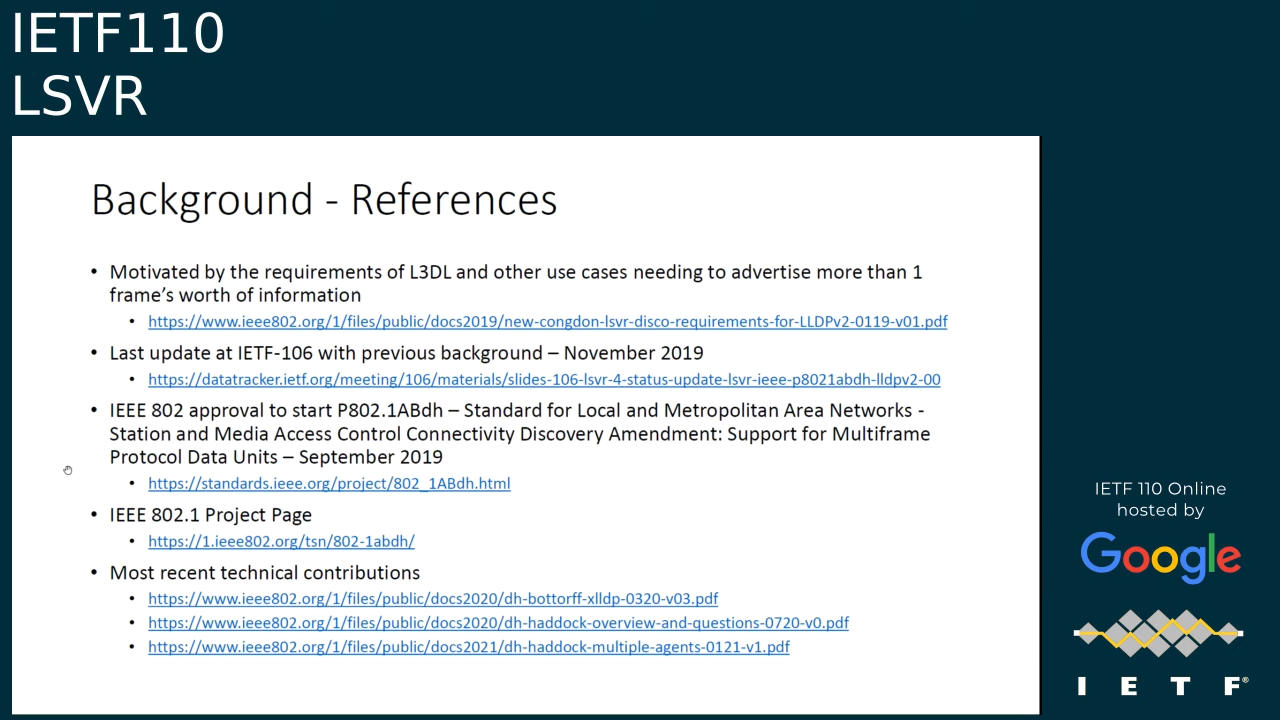 IETF110
LSVR
Background - References
• Motivated by the requirements of L3DL and other use cases needing to advertise more than 1
frame’s worth of information
• https://www.ieee802.org/1/files/public/docs2019/new-congdon-lsvr-disco-requirements-for-LLDPv2-0119-v01.pdf
• Last update at IETF-106 with previous background – November 2019
• https://datatracker.ietf.org/meeting/106/materials/slides-106-lsvr-4-status-update-lsvr-ieee-p8021abdh-lldpv2-00
• IEEE 802 approval to start P802.1ABdh – Standard for Local and Metropolitan Area Networks -
Station and Media Access Control Connectivity Discovery Amendment: Support for Multiframe
Protocol Data Units – September 2019
• https://standards.ieee.org/project/802_1ABdh.html
• IEEE 802.1 Project Page
• https://1.ieee802.org/tsn/802-1abdh/
• Most recent technical contributions
• https://www.ieee802.org/1/files/public/docs2020/dh-bottorff-xlldp-0320-v03.pdf
• https://www.ieee802.org/1/files/public/docs2020/dh-haddock-overview-and-questions-0720-v0.pdf
• https://www.ieee802.org/1/files/public/docs2021/dh-haddock-multiple-agents-0121-v1.pdf
IETF 110 Online
hosted by
Google
I E T F®